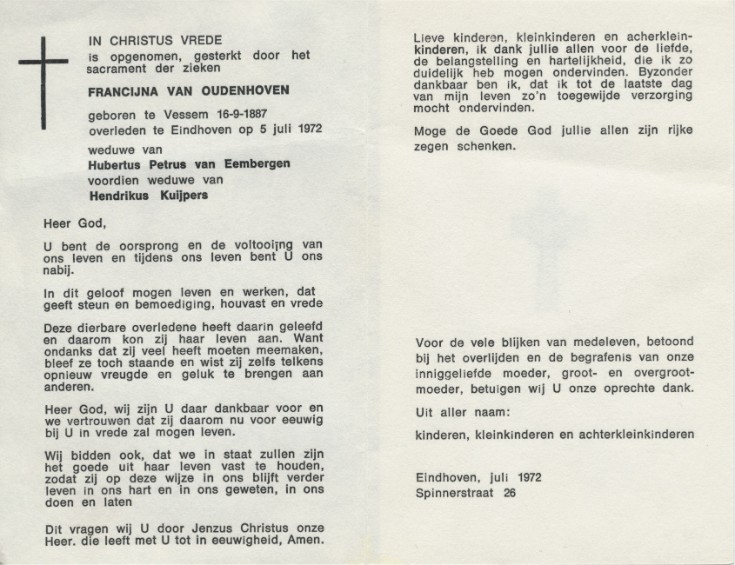 IN CHRISTUS VREDE
is opgenomen, gesterkt door het
sacrament der zieken
FRANCIJNA VAN OUDENHOVEN
geboren te Vessem 16-9-1887
overleden te Eindhoven op 5 juli 1972
weduwe van
Hubertus Petrus van Eembergen
voordien weduwe van
Hendrikus Kuijpers
Heer God,
U bent de oorsprong en de voltooijng van
ons leven en tijdens ons leven bent U ons
nabij.
In dit geloof mogen leven en werken, dat
geeft steun en bemoediging, houvast en vrede
Deze dierbare overledene heeft daarin geleefd
en daarom kon zij haar leven aan. Want
ondanks dat zij veel heeft moeten meemaken,
bleef ze toch staande en wist zij zelfs telkens
opnieuw vreugde en geluk te brengen aan
anderen.
Heer God, wij zijn U daar dankbaar voor en
we vertrouwen dat zij daarom nu voor eeuwig
bij U in vrede zal mogen leven.
Wij bidden ook, dat we in staat zullen zijn
het goede uit haar leven vast te houden,
zodat zij op deze wijze in ons blijft verder
leven in ons hart en in ons geweten, in ons
doen en laten
Dit vragen wij U door Jenzus Christus onze
Heer. die leeft met U tot in eeuwigheid, Amen.
Lieve kinderen, kleinkinderen en acherklein-
kinderen, ik dank jullie allen voor de liefde,
de belangstelling en hartelijkheid, die ik zo
duidelijk heb mogen ondervinden. Byzonder
dankbaar ben ik, dat ik tot de laatste dag
van mijn leven zo'n toegewijde verzorging
mocht ondervinden.
Moge de Goede God jullie allen zijn rijke
zegen schenken.
Voor de vele blijken van medeleven, betoond
bij het overlijden en de begrafenis van onze
inniggeliefde moeder, groot- en overgroot-
moeder, betuigen wij U onze oprechte dank.
Uit aller naam:
kinderen, kleinkinderen en achterkleinkinderen
Eindhoven, juli 1972
Spinnerstraat 26